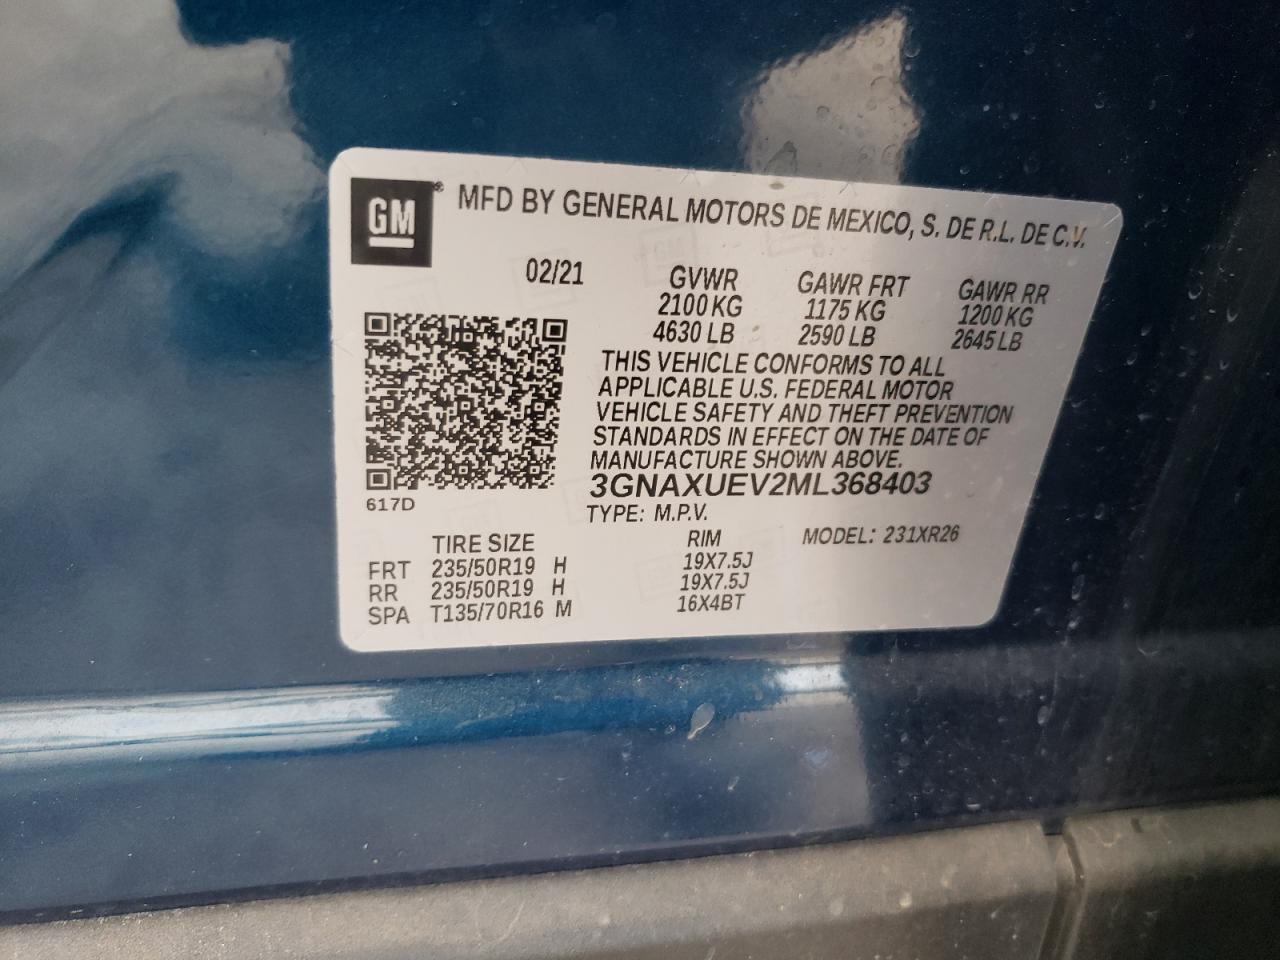 GM® MFD BY GENERAL MOTORS DE MEXICO, S. DE R.L. DE C.V.
02/21 GVWR GAWR FRT GAWR RR
2100 KG 1175 KG 1200 KG
4630 LB 2590 LB 2645 LB
THIS VEHICLE CONFORMS TO ALL
APPLICABLE U.S. FEDERAL MOTOR
VEHICLE SAFETY AND THEFT PREVENTION
STANDARDS IN EFFECT ON THE DATE OF
MANUFACTURE SHOWN ABOVE.
3GNAXUEV2ML368403
617D
TYPE: M.P.V.
TIRE SIZE RIM MODEL: 231XR26
FRT 235/50R19 H 19X7.5J
RR 235/50R19 H 19X7.5J
SPA T135/70R16 M 16X4BT